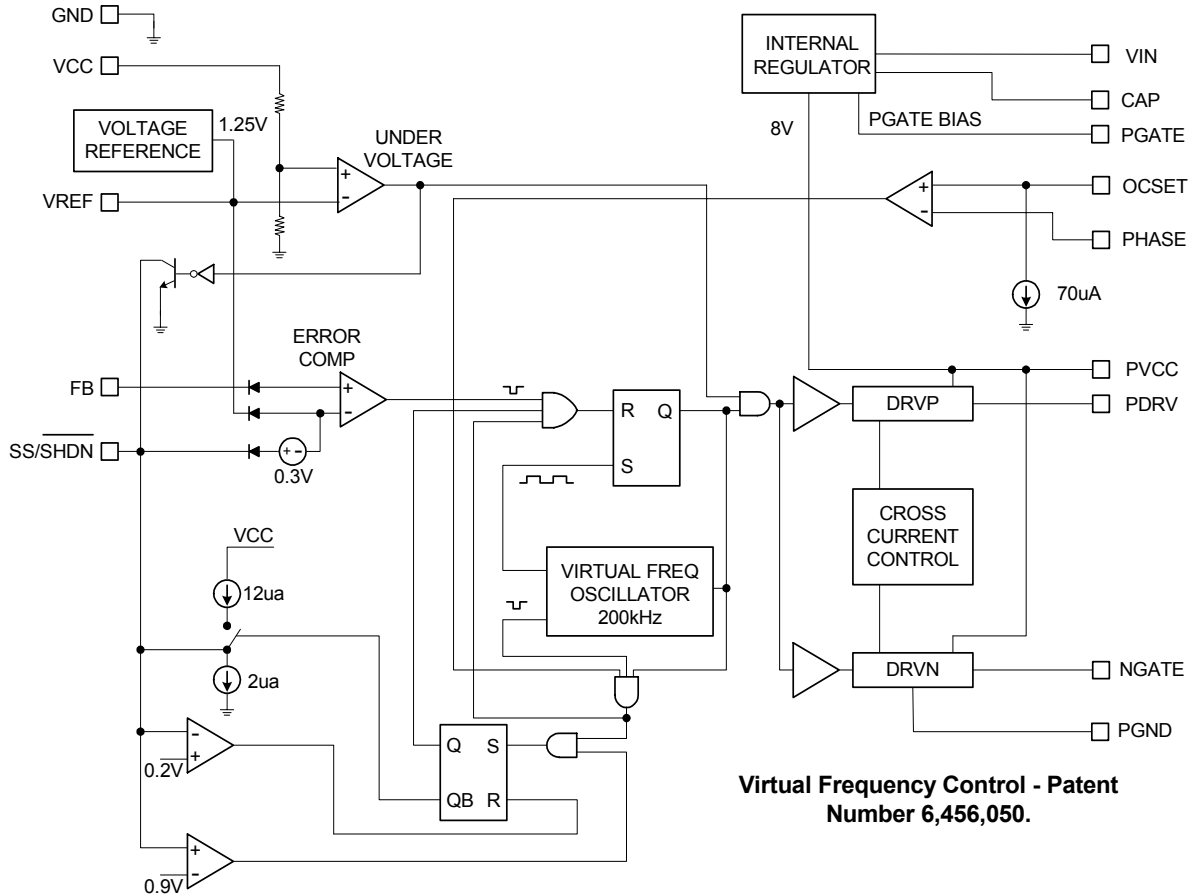 GND
VCC
VOLTAGE
REFERENCE
1.25V
UNDER
VOLTAGE
+
-
VREF
INTERNAL
REGULATOR
8V
PGATE BIAS
VIN
CAP
PGATE
+
-
OCSET
PHASE
70uA
ERROR
COMP
FB
+
-
SS/SHDN
+ -
0.3V
R Q
S
DRVP
PVCC
PDRV
CROSS
CURRENT
CONTROL
VCC
12ua
2ua
VIRTUAL FREQ
OSCILLATOR
200kHz
DRVN
NGATE
PGND
-
+
0.2V
Q S
QB R
+
-
0.9V
Virtual Frequency Control - Patent
Number 6,456,050.